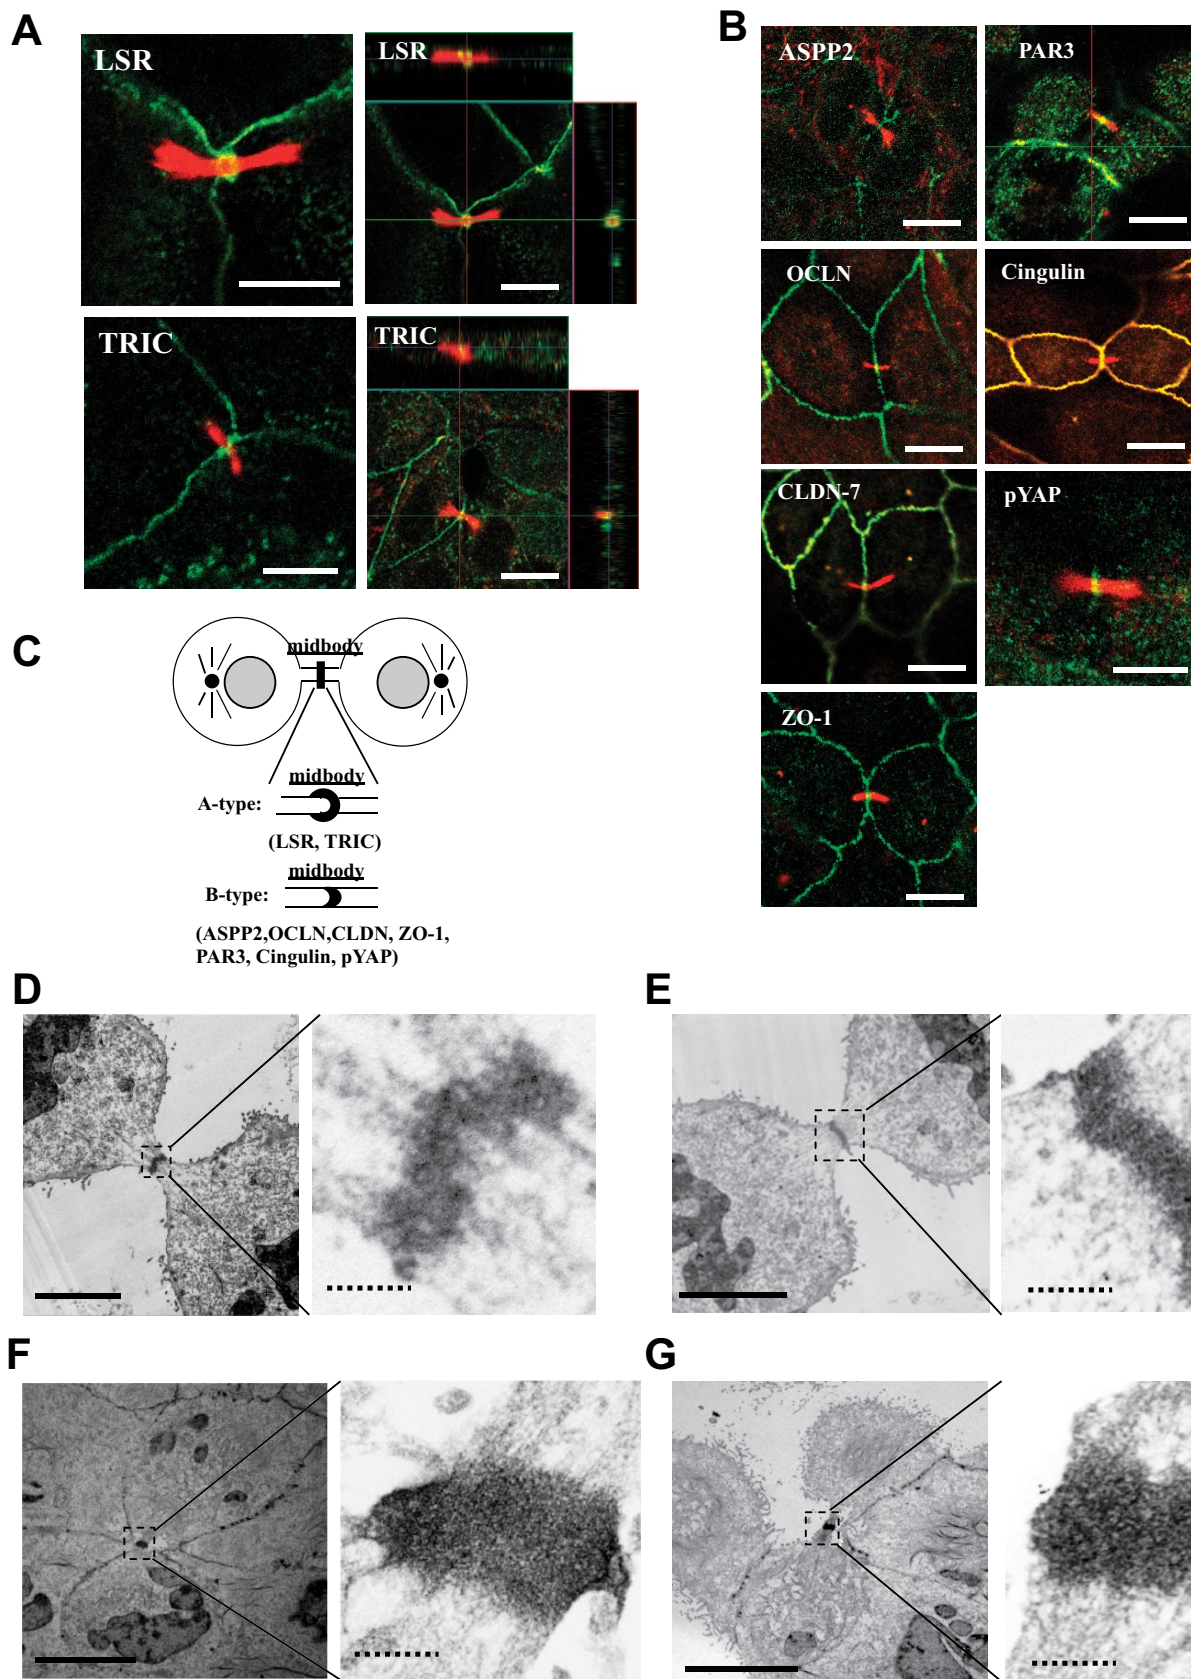 A
B
LSR
LSR
TRIC
TRIC
ASPP2
PAR3
OCLN
Cingulin
CLDN-7
pYAP
ZO-1
C
midbody
midbody
A-type:
(LSR, TRIC)
midbody
B-type:
(ASPP2,OCLN,CLDN, ZO-1,
PAR3, Cingulin, pYAP)
D
E
F
G